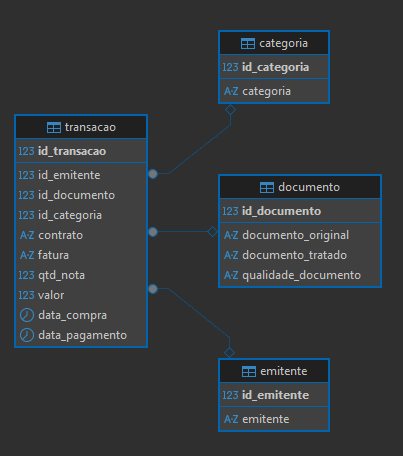 categoria
123 id_categoria
A-Z categoria
transacao
123 id_transacao
123 id_emitente
123 id_documento
123 id_categoria
A-Z contrato
A-Z fatura
123 qtd_nota
123 valor
data_compra
data_pagamento
documento
123 id_documento
A-Z documento_original
A-Z documento_tratado
A-Z qualidade_documento
emitente
123 id_emitente
A-Z emitente